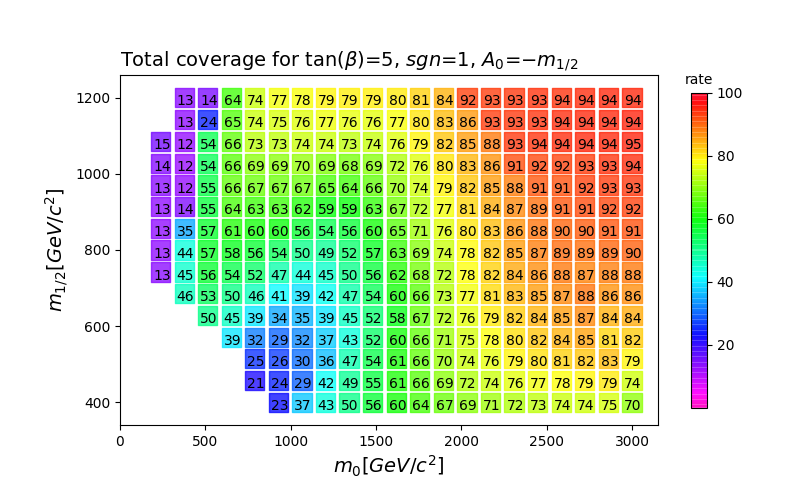 Total coverage for tan(β)=5, sgn=1, A₀=−m₁/₂
rate
1200 13 14 64 74 77 78 79 79 79 80 81 84 92 93 93 93 94 94 94 94 100
13 24 65 74 75 76 77 76 76 77 80 83 86 93 93 93 94 94 94
15 12 54 66 73 73 74 74 73 74 76 79 82 85 88 93 94 94 94 94 95
1000 14 12 54 66 69 69 70 69 68 69 72 76 80 83 86 91 92 92 93 93 94 80
13 12 55 66 67 67 67 65 64 66 70 74 79 82 85 88 91 91 92 93 93
13 14 55 64 63 63 62 59 59 63 67 72 77 81 84 87 89 91 91 92 92 60
13 35 57 61 60 60 56 54 56 60 65 71 76 80 83 86 88 90 90 91 91
800 13 44 57 58 56 54 50 49 52 57 63 69 74 78 82 85 87 89 89 89 90
13 45 56 54 52 47 44 45 50 56 62 68 72 78 82 84 86 88 87 88 88 40
46 53 50 46 41 39 42 47 54 60 66 73 77 81 83 85 87 88 86 86
600 50 45 39 34 35 39 45 52 58 67 72 76 79 82 84 85 87 84 84
39 32 29 32 37 43 52 60 66 71 75 78 80 82 84 85 81 82 20
25 26 30 36 47 54 61 66 70 74 76 79 80 81 82 83 79
21 24 29 42 49 55 61 66 69 72 74 76 77 78 79 79 74
400 23 37 43 50 56 60 64 67 69 71 72 73 74 74 75 70
m₁/₂[GeV/c²]
0 500 1000 1500 2000 2500 3000
m₀[GeV/c²]